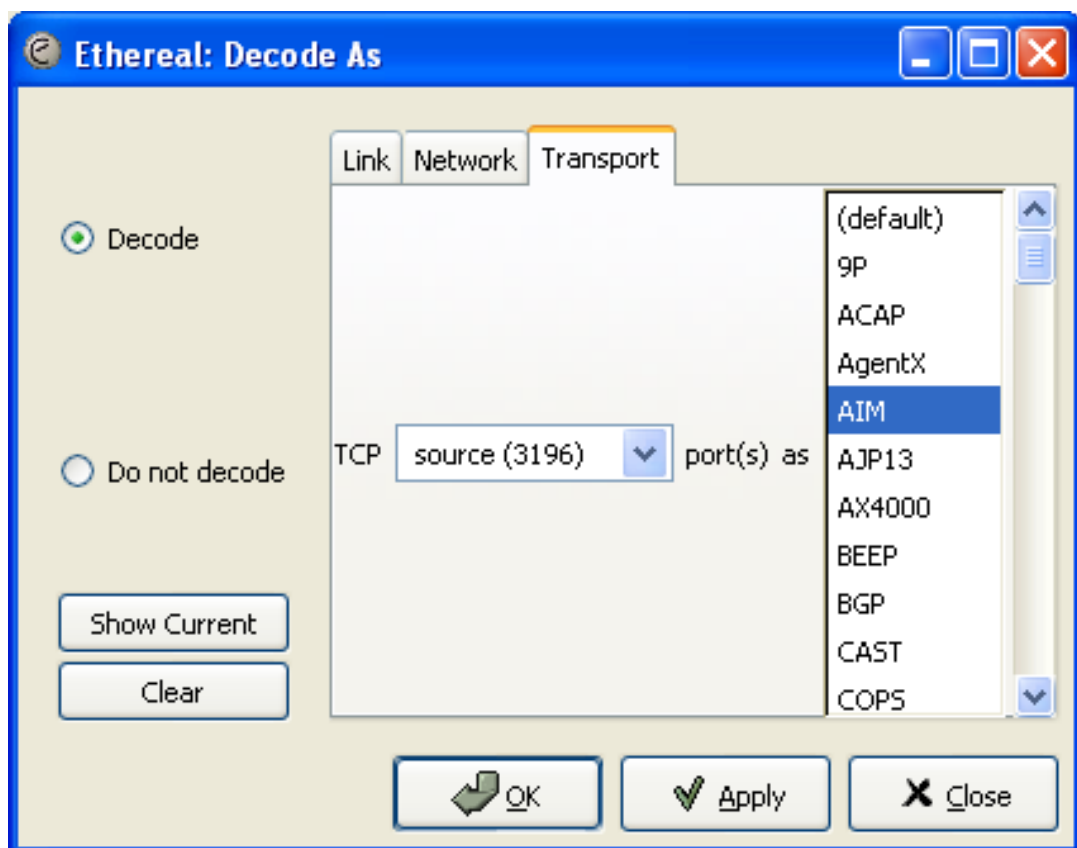 Ethereal: Decode As
Link Network Transport
Decode
Do not decode
Show Current
Clear
TCP source (3196) port(s) as
(default)
9P
ACAP
AgentX
AIM
AJP13
AX4000
BEEP
BGP
CAST
COPS
OK Apply Close